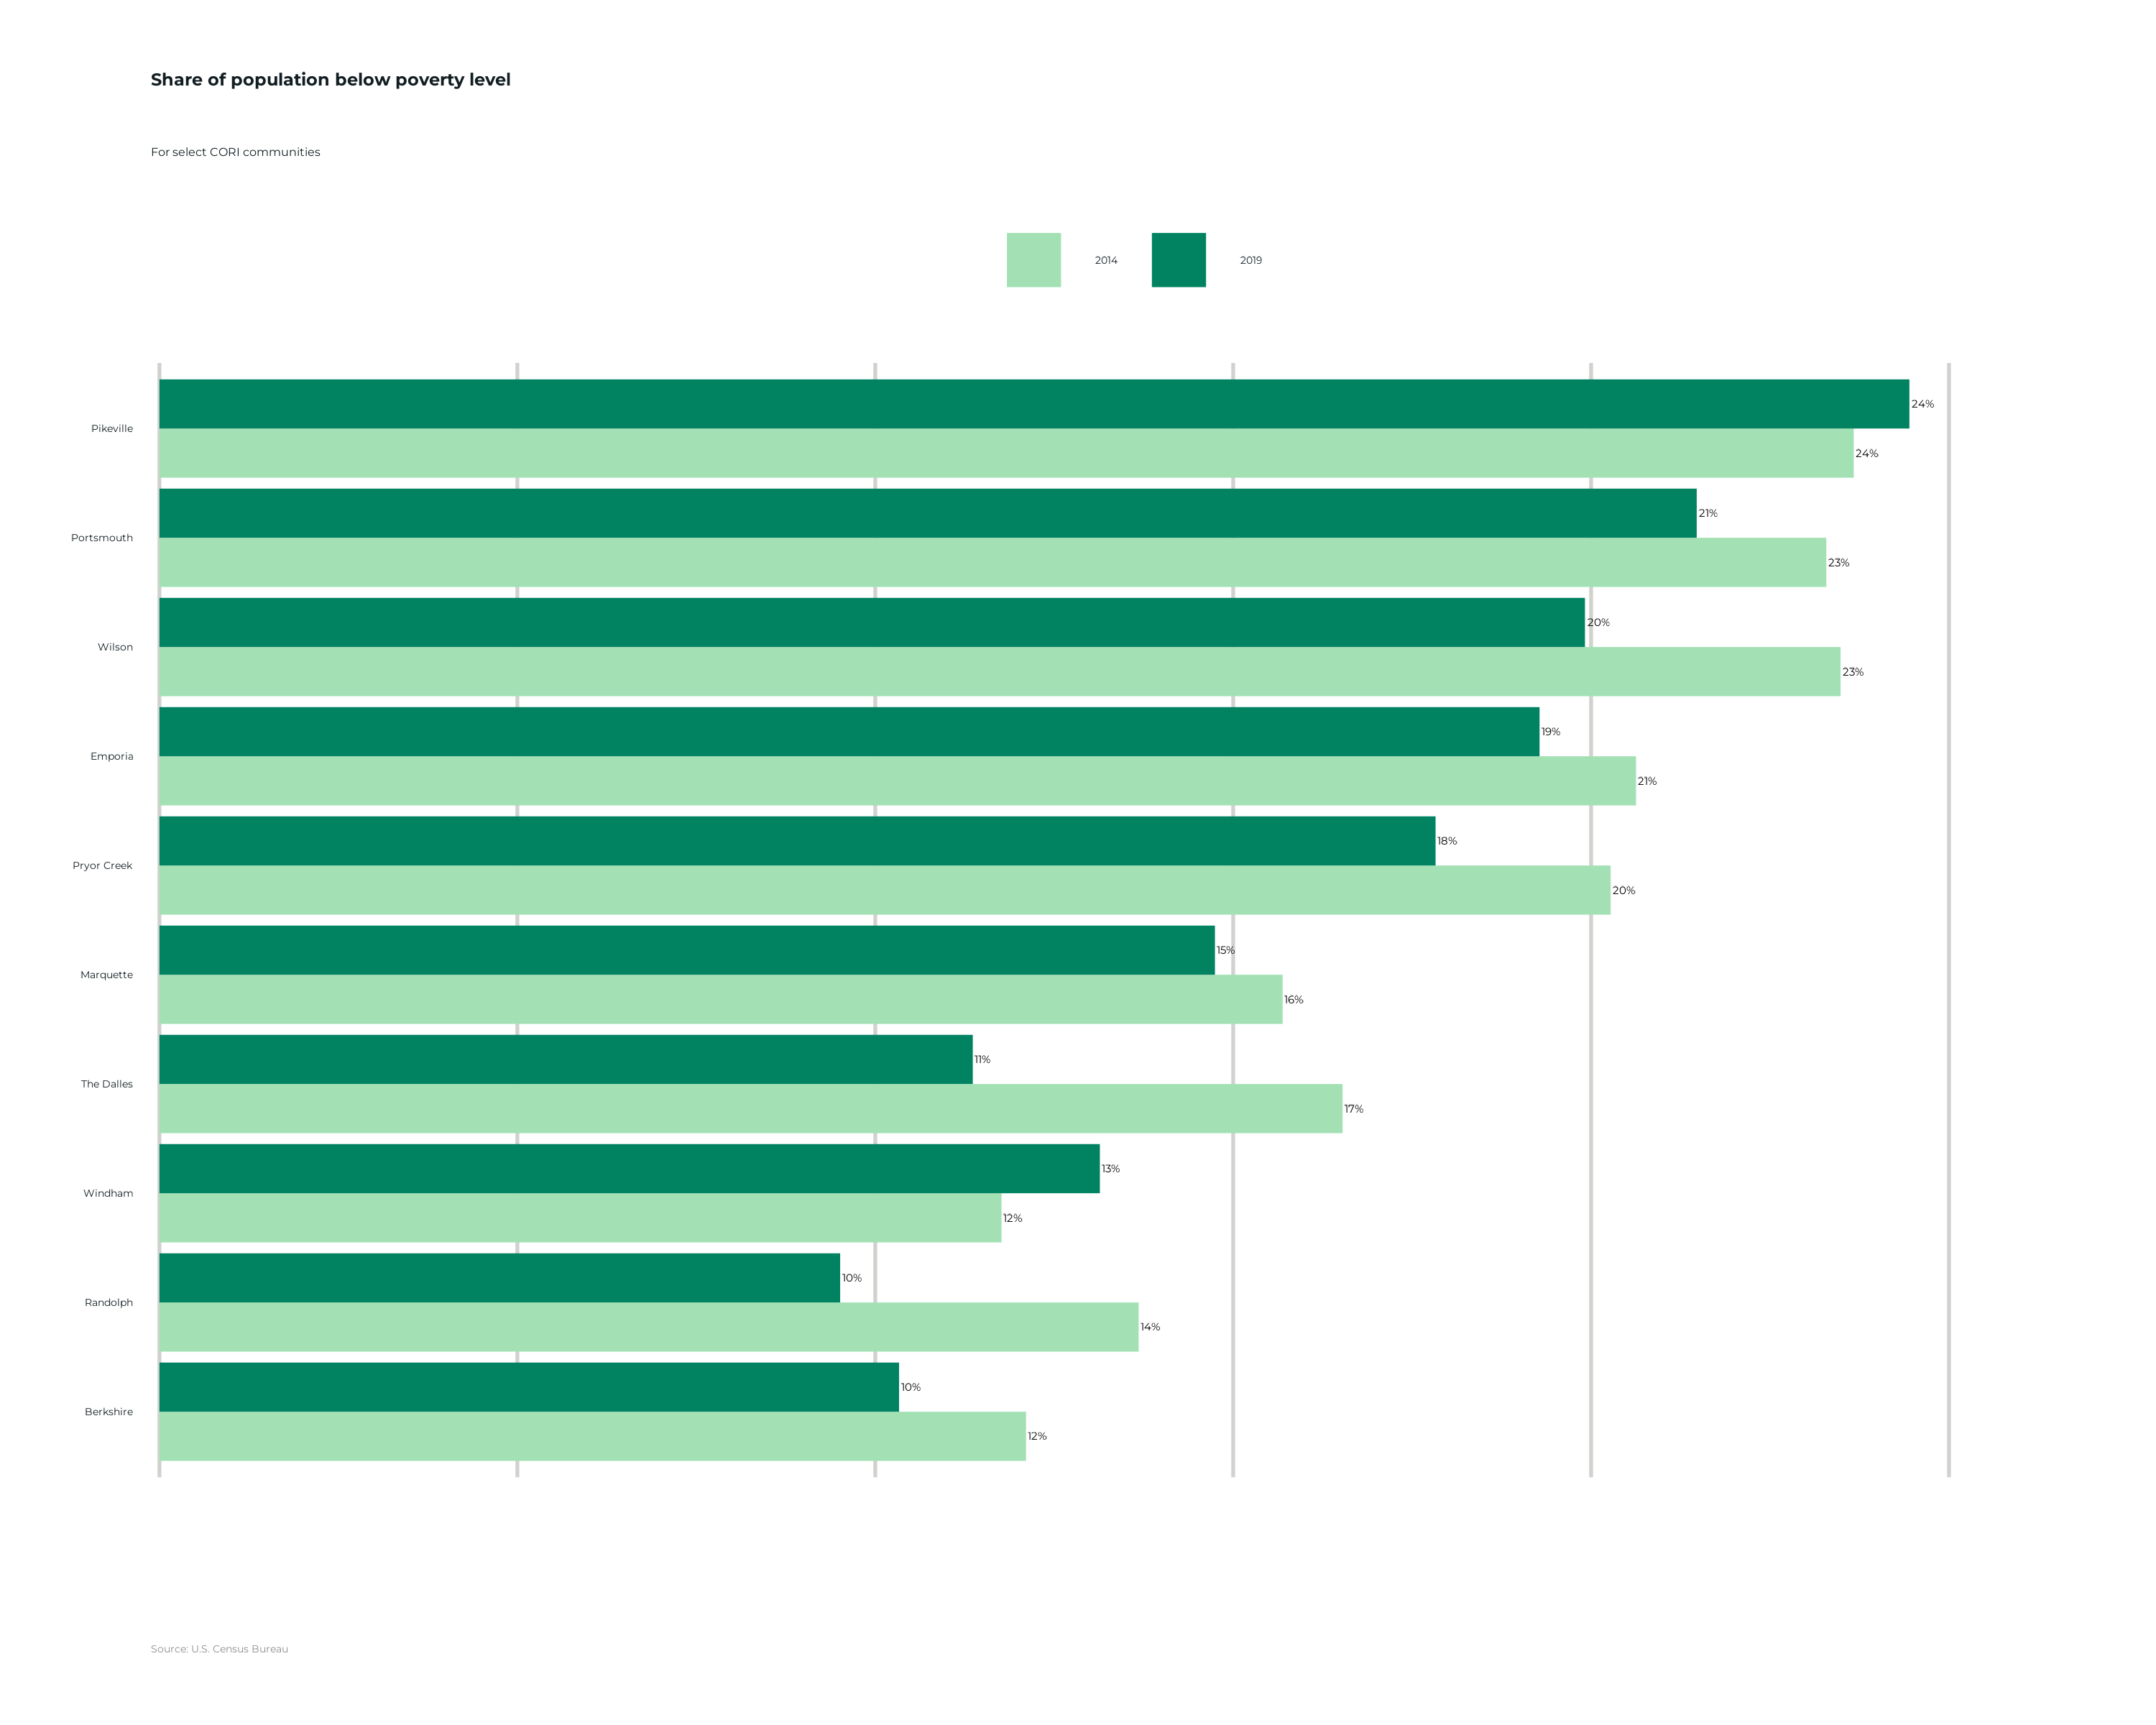 Share of population below poverty level
For select CORI communities
2014 2019
24%
Pikeville
24%
21%
Portsmouth
23%
20%
Wilson
23%
19%
Emporia
21%
18%
Pryor Creek
20%
15%
Marquette
16%
11%
The Dalles
17%
13%
Windham
12%
10%
Randolph
14%
10%
Berkshire
12%
Source: U.S. Census Bureau